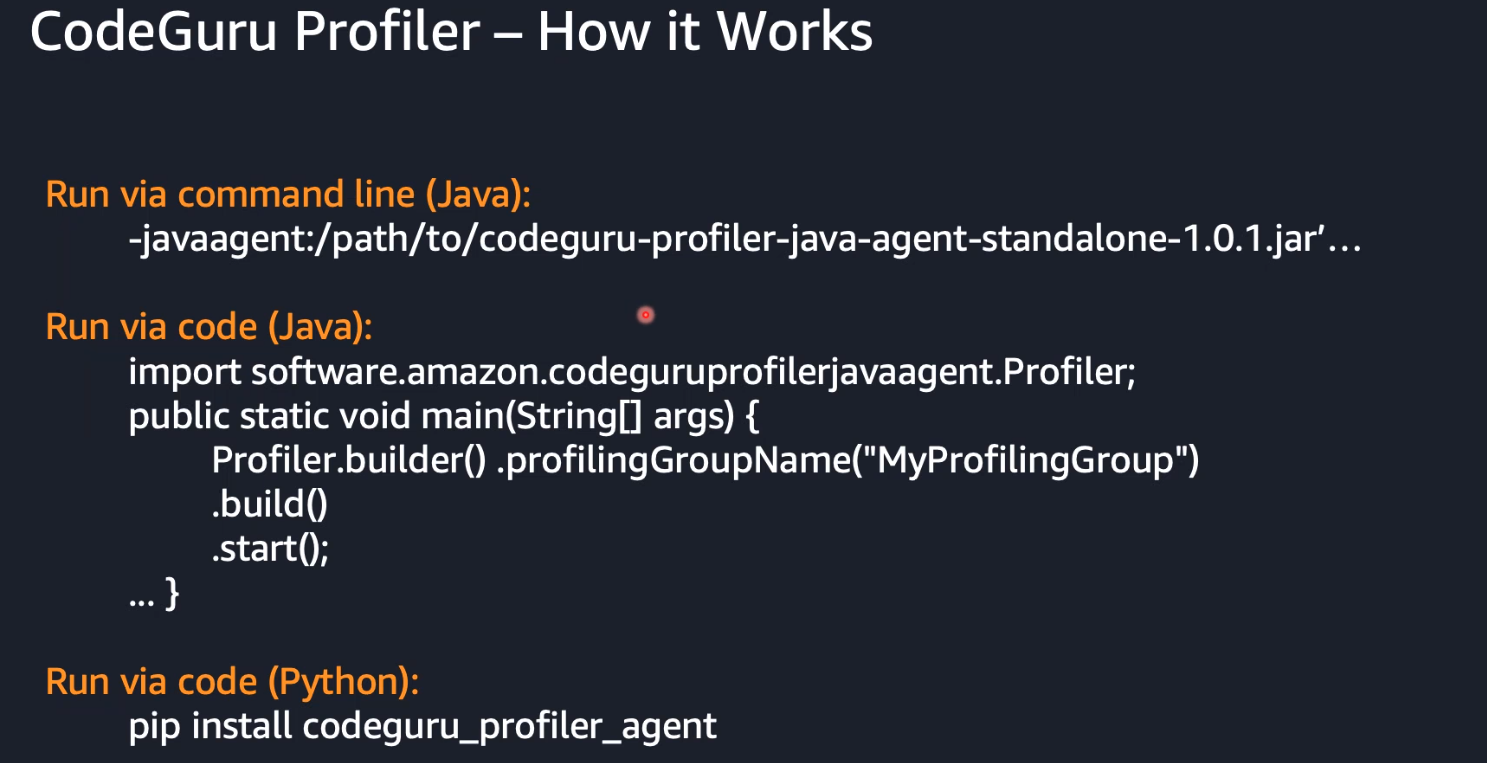 CodeGuru Profiler – How it Works
Run via command line (Java):
-javaagent:/path/to/codeguru-profiler-java-agent-standalone-1.0.1.jar’…
Run via code (Java):
import software.amazon.codeguruprofilerjavaagent.Profiler;
public static void main(String[] args) {
Profiler.builder() .profilingGroupName("MyProfilingGroup")
.build()
.start();
... }
Run via code (Python):
pip install codeguru_profiler_agent